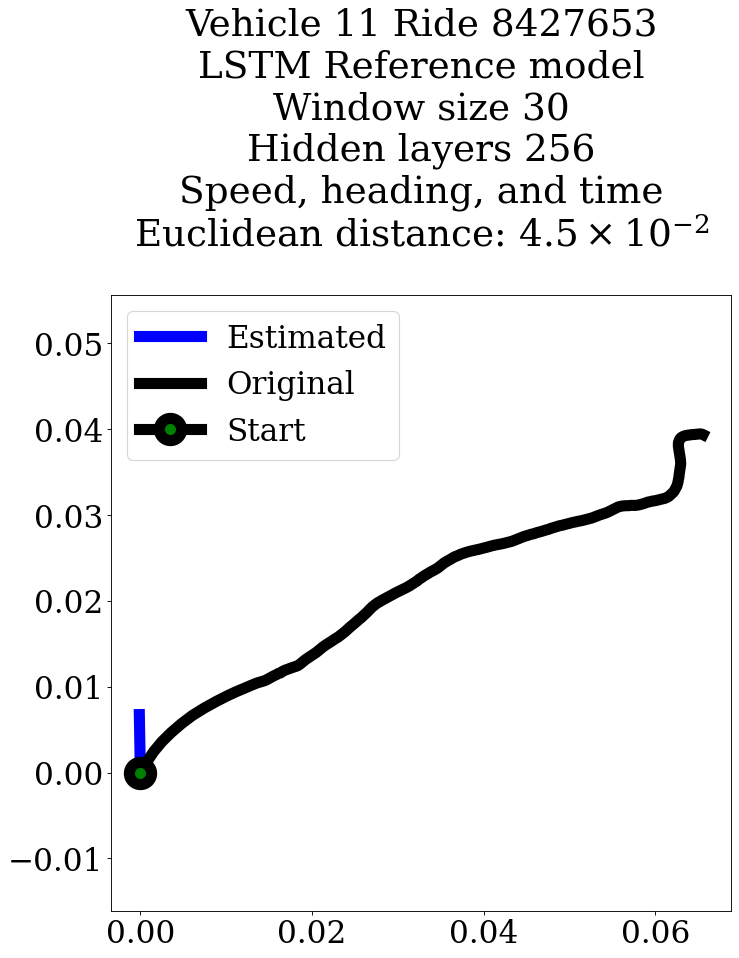 Vehicle 11 Ride 8427653
LSTM Reference model
Window size 30
Hidden layers 256
Speed, heading, and time
Euclidean distance: 4.5 × 10⁻²
Estimated
Original
Start
0.05
0.04
0.03
0.02
0.01
0.00
−0.01
0.00 0.02 0.04 0.06